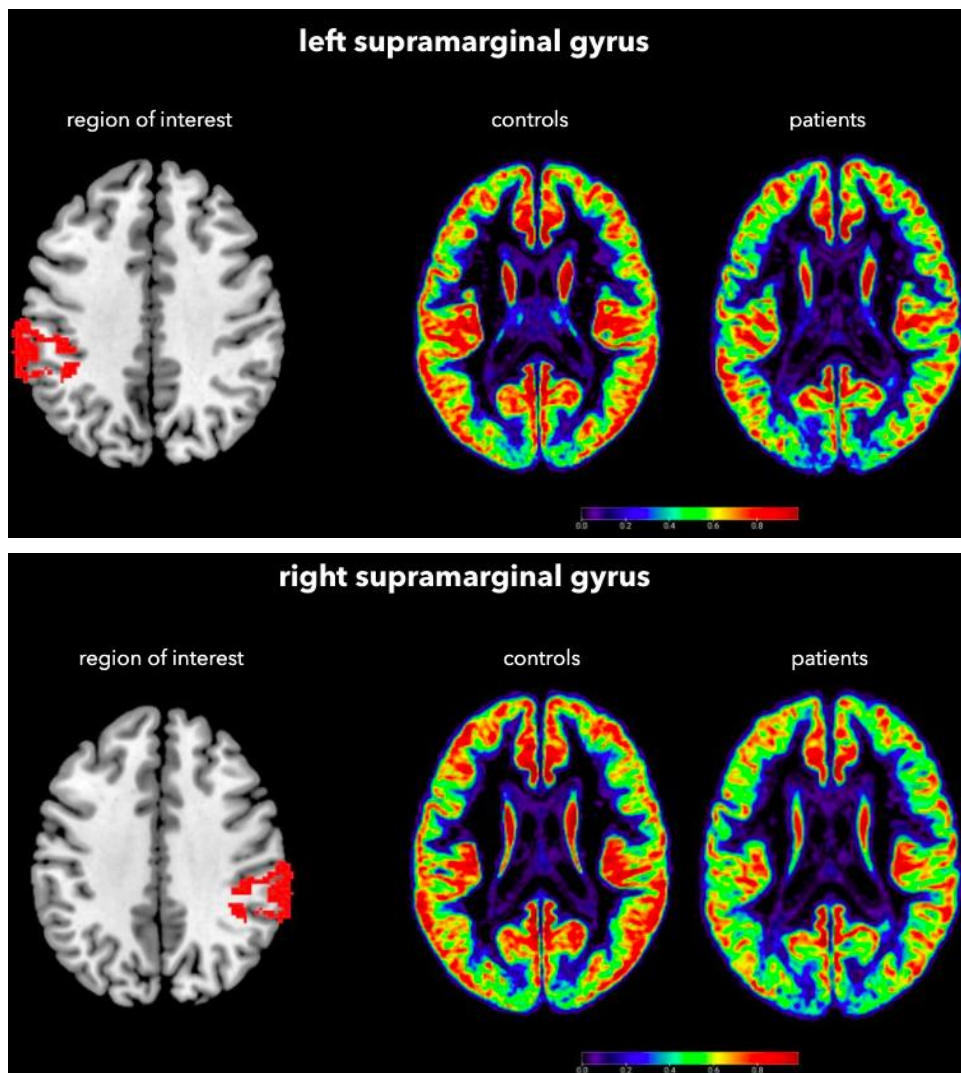 left supramarginal gyrus
region of interest controls patients
0.0 0.2 0.4 0.6 0.8
right supramarginal gyrus
region of interest controls patients
0.0 0.2 0.4 0.6 0.8